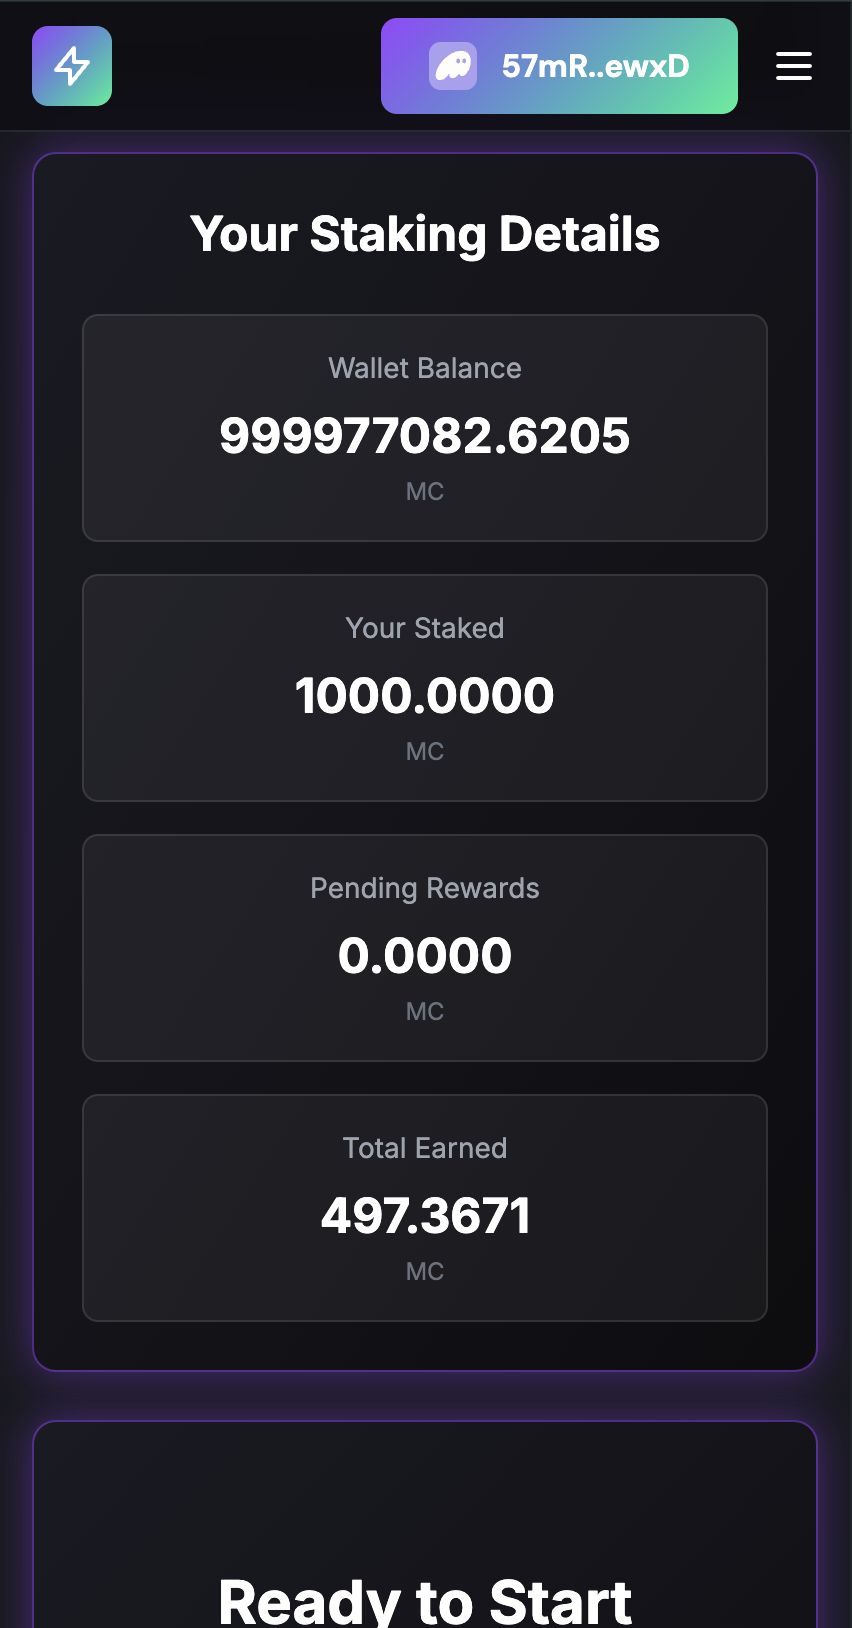 57mR..ewxD
Your Staking Details
Wallet Balance
999977082.6205
MC
Your Staked
1000.0000
MC
Pending Rewards
0.0000
MC
Total Earned
497.3671
MC
Ready to Start